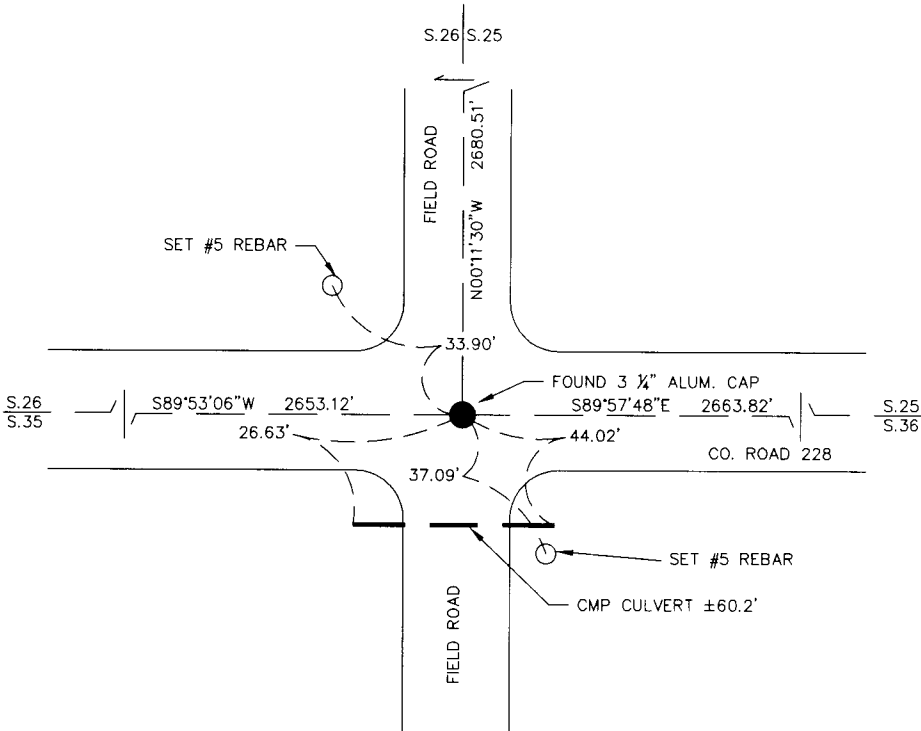 S.26 S.25
FIELD ROAD
N00°11'30"W 2680.51'
SET #5 REBAR
33.90'
FOUND 3 ¼" ALUM. CAP
S.26
S.35
S89°53'06"W 2653.12'
S89°57'48"E 2663.82'
S.25
S.36
26.63'
44.02'
CO. ROAD 228
37.09'
SET #5 REBAR
CMP CULVERT ±60.2'
FIELD ROAD